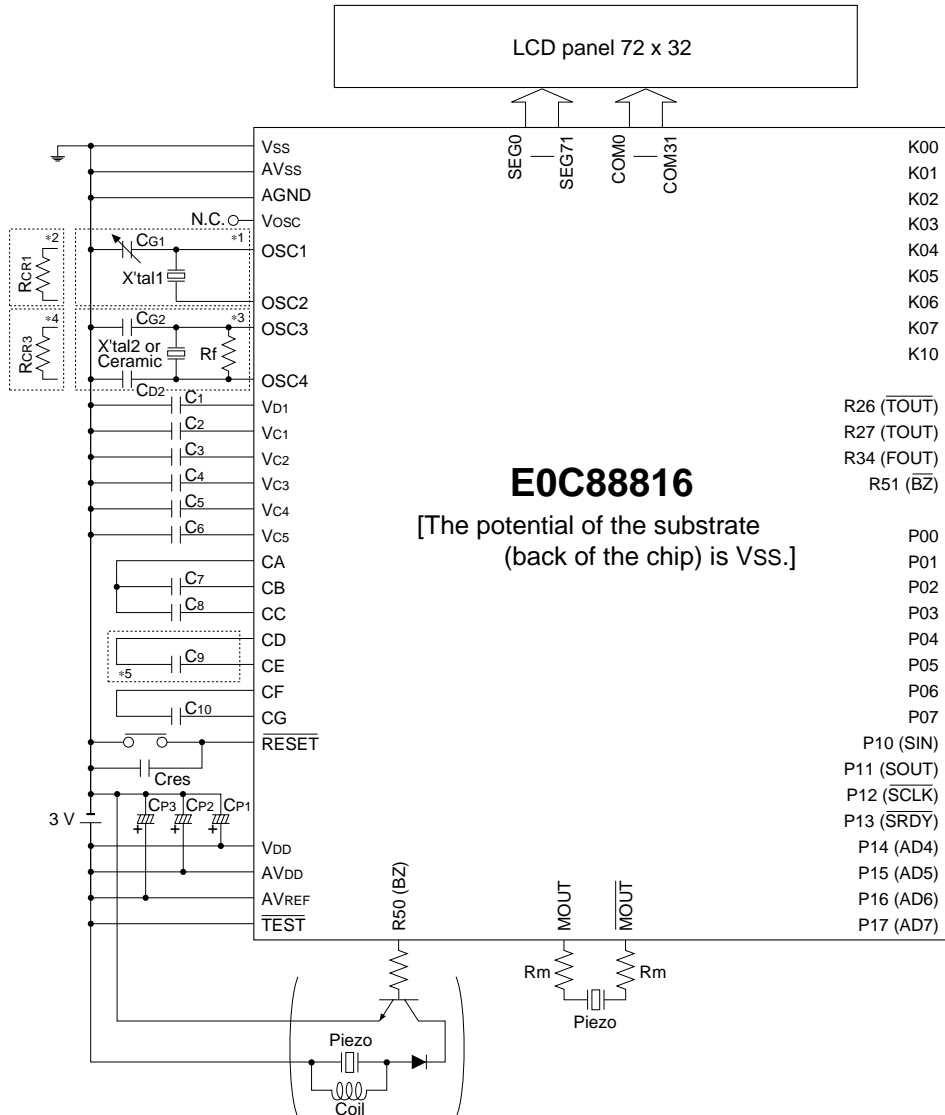 LCD panel 72 x 32
SEG0
SEG71
COM0
COM31
VSS
AVSS
AGND
N.C.
VOSC
*2
RCR1
CG1
*1
X'tal1
OSC1
OSC2
*4
RCR3
CG2
*3
X'tal2 or
Ceramic
Rf
OSC3
OSC4
CD2
C1
VD1
C2
VC1
C3
VC2
C4
VC3
C5
VC4
C6
VC5
CA
C7
CB
C8
CC
CD
C9
CE
*5
CF
C10
CG
RESET
Cres
3 V
CP3
CP2
CP1
+
+
+
VDD
AVDD
AVREF
TEST
E0C88816
[The potential of the substrate
(back of the chip) is VSS.]
K00
K01
K02
K03
K04
K05
K06
K07
K10
R26 (TOUT)
R27 (TOUT)
R34 (FOUT)
R51 (BZ)
P00
P01
P02
P03
P04
P05
P06
P07
P10 (SIN)
P11 (SOUT)
P12 (SCLK)
P13 (SRDY)
P14 (AD4)
P15 (AD5)
P16 (AD6)
P17 (AD7)
R50 (BZ)
MOUT
MOUT
Rm
Rm
Piezo
Piezo
Coil